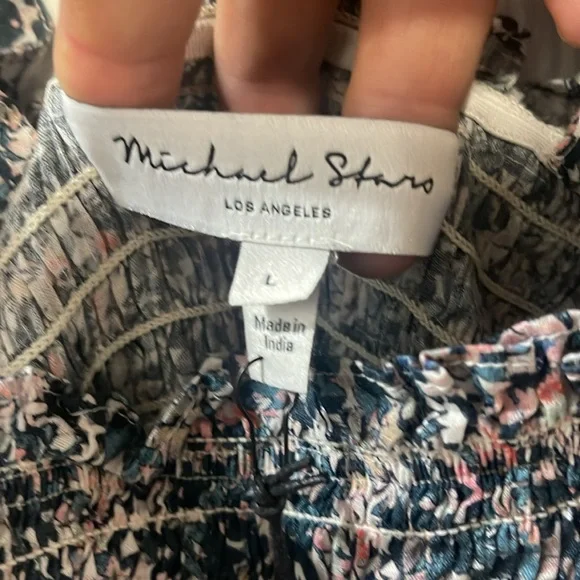 Michael Stars
LOS ANGELES
L
Made in
India